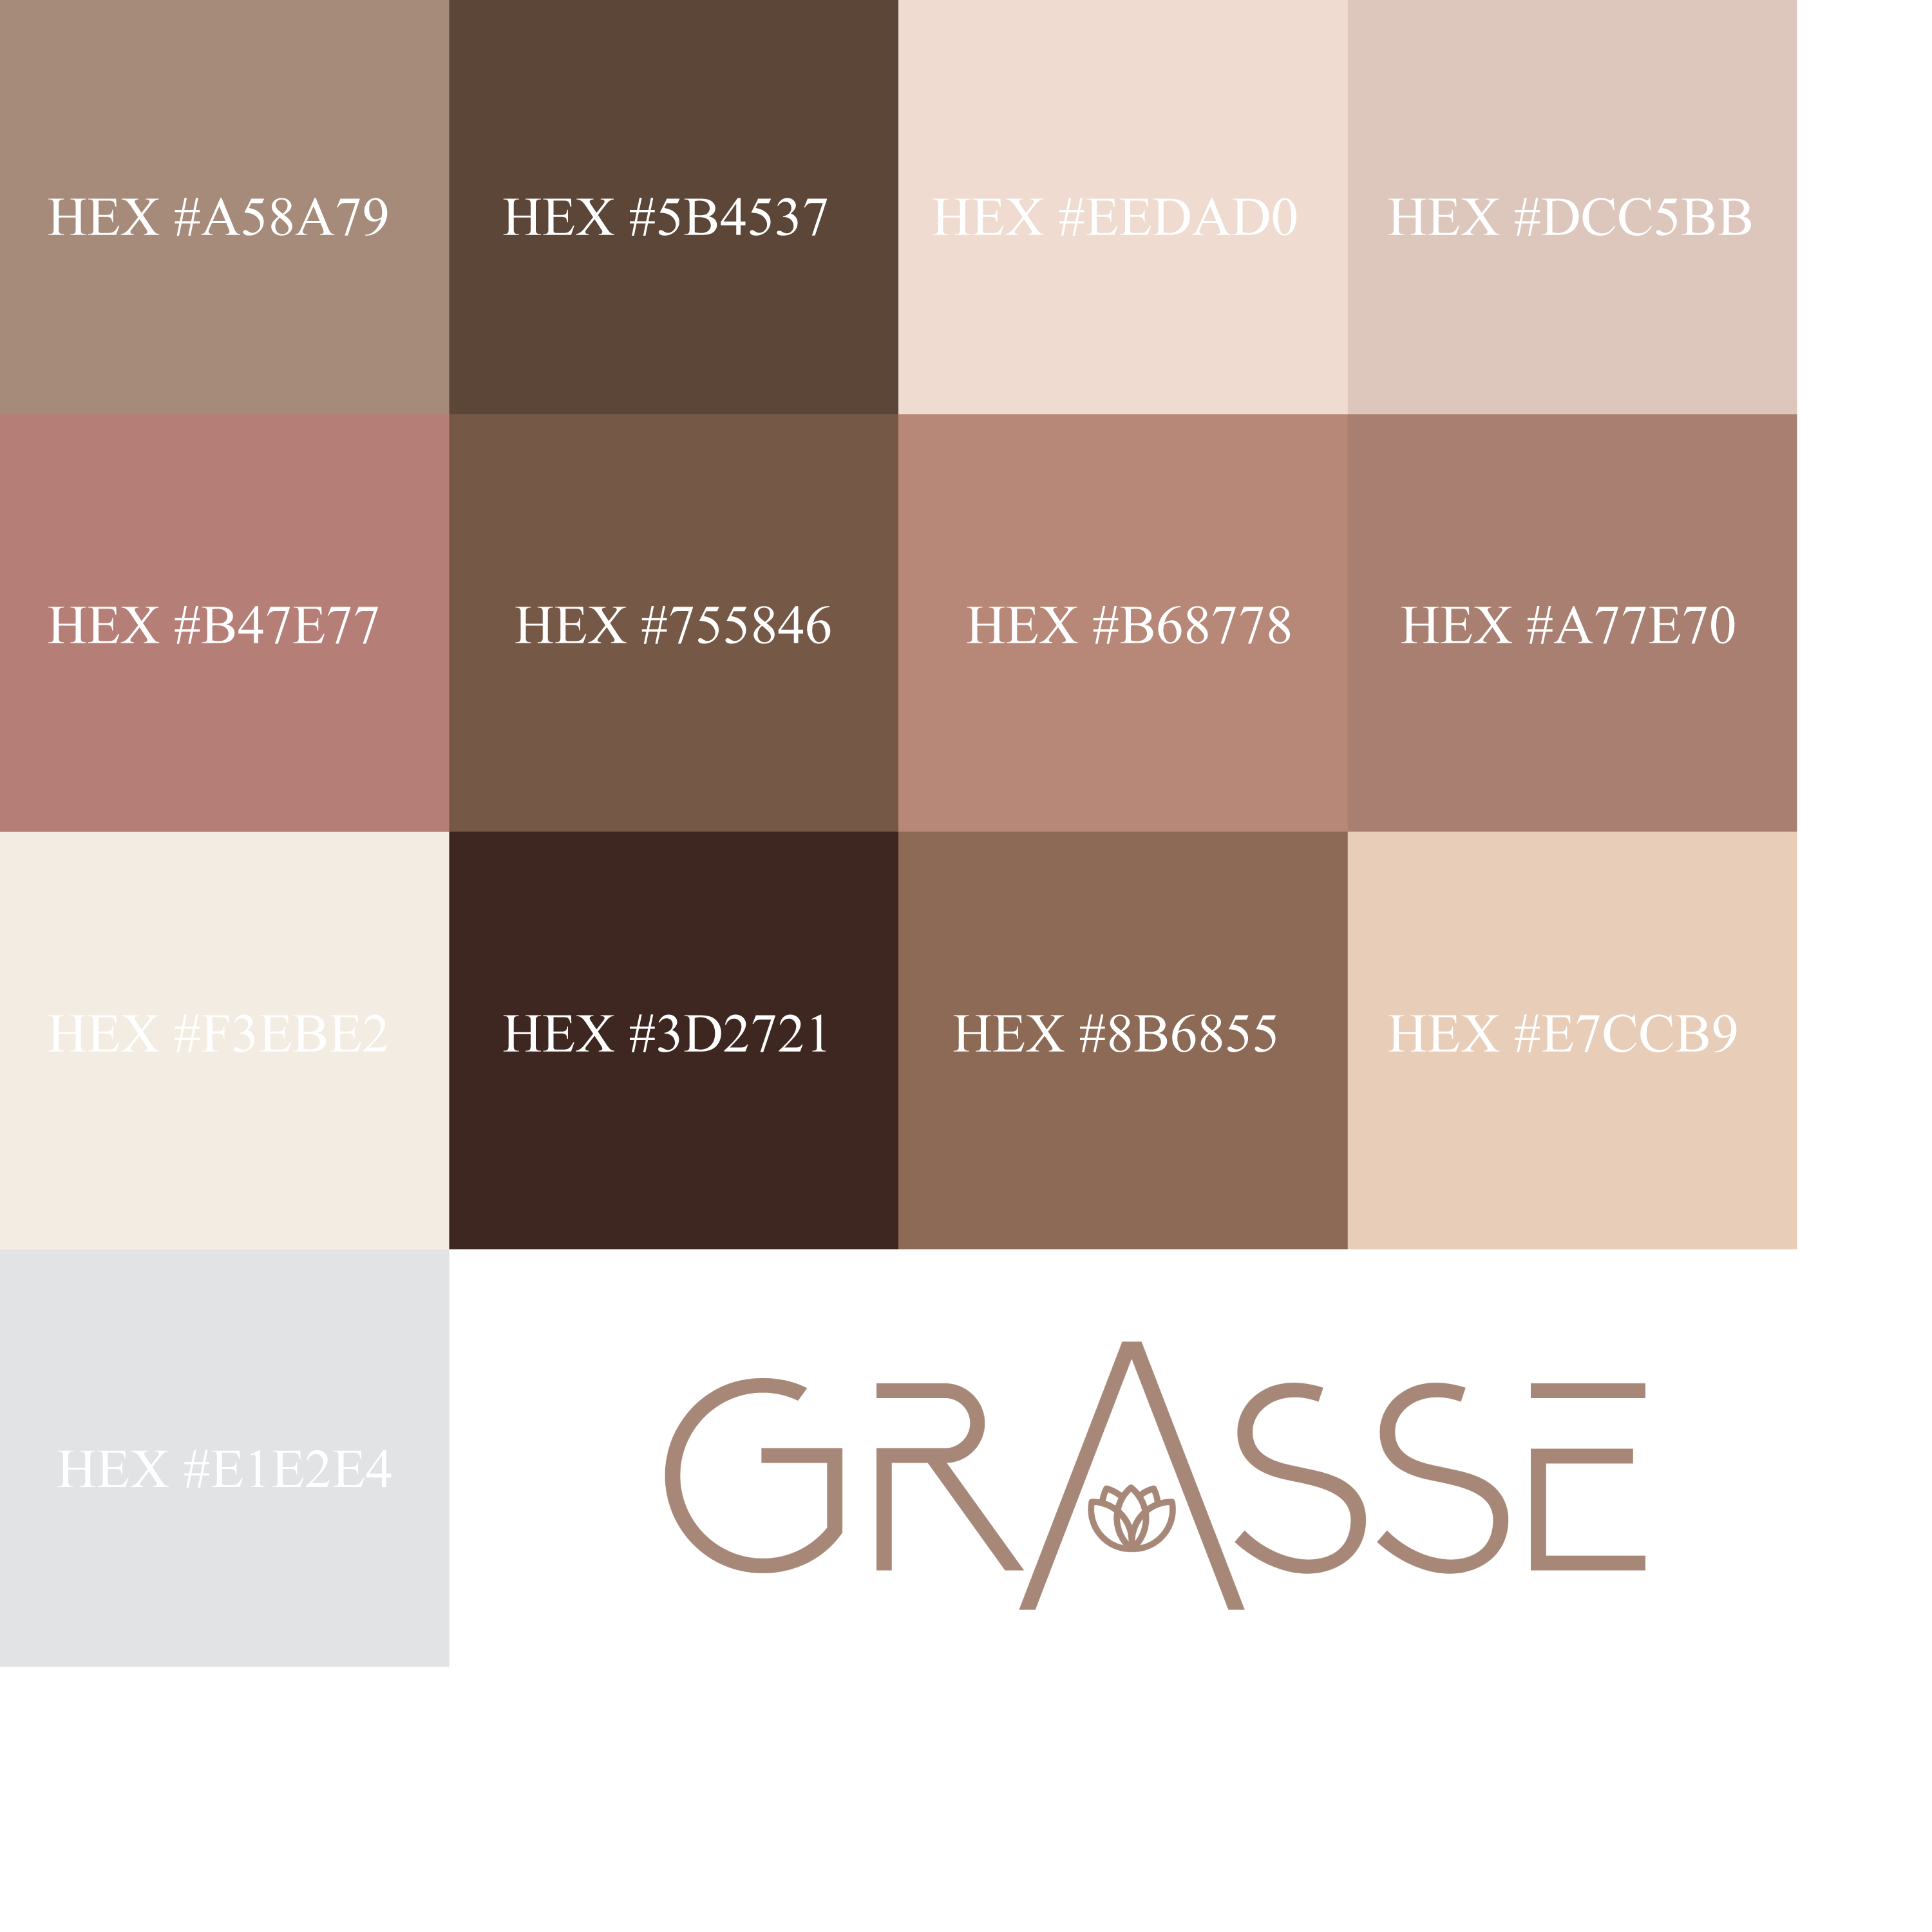 HEX #A58A79
HEX #5B4537
HEX #EEDAD0
HEX #DCC5BB
HEX #B47E77
HEX #755846
HEX #B68778
HEX #A77E70
HEX #F3EBE2
HEX #3D2721
HEX #8B6855
HEX #E7CCB9
HEX #E1E2E4
GRASSE